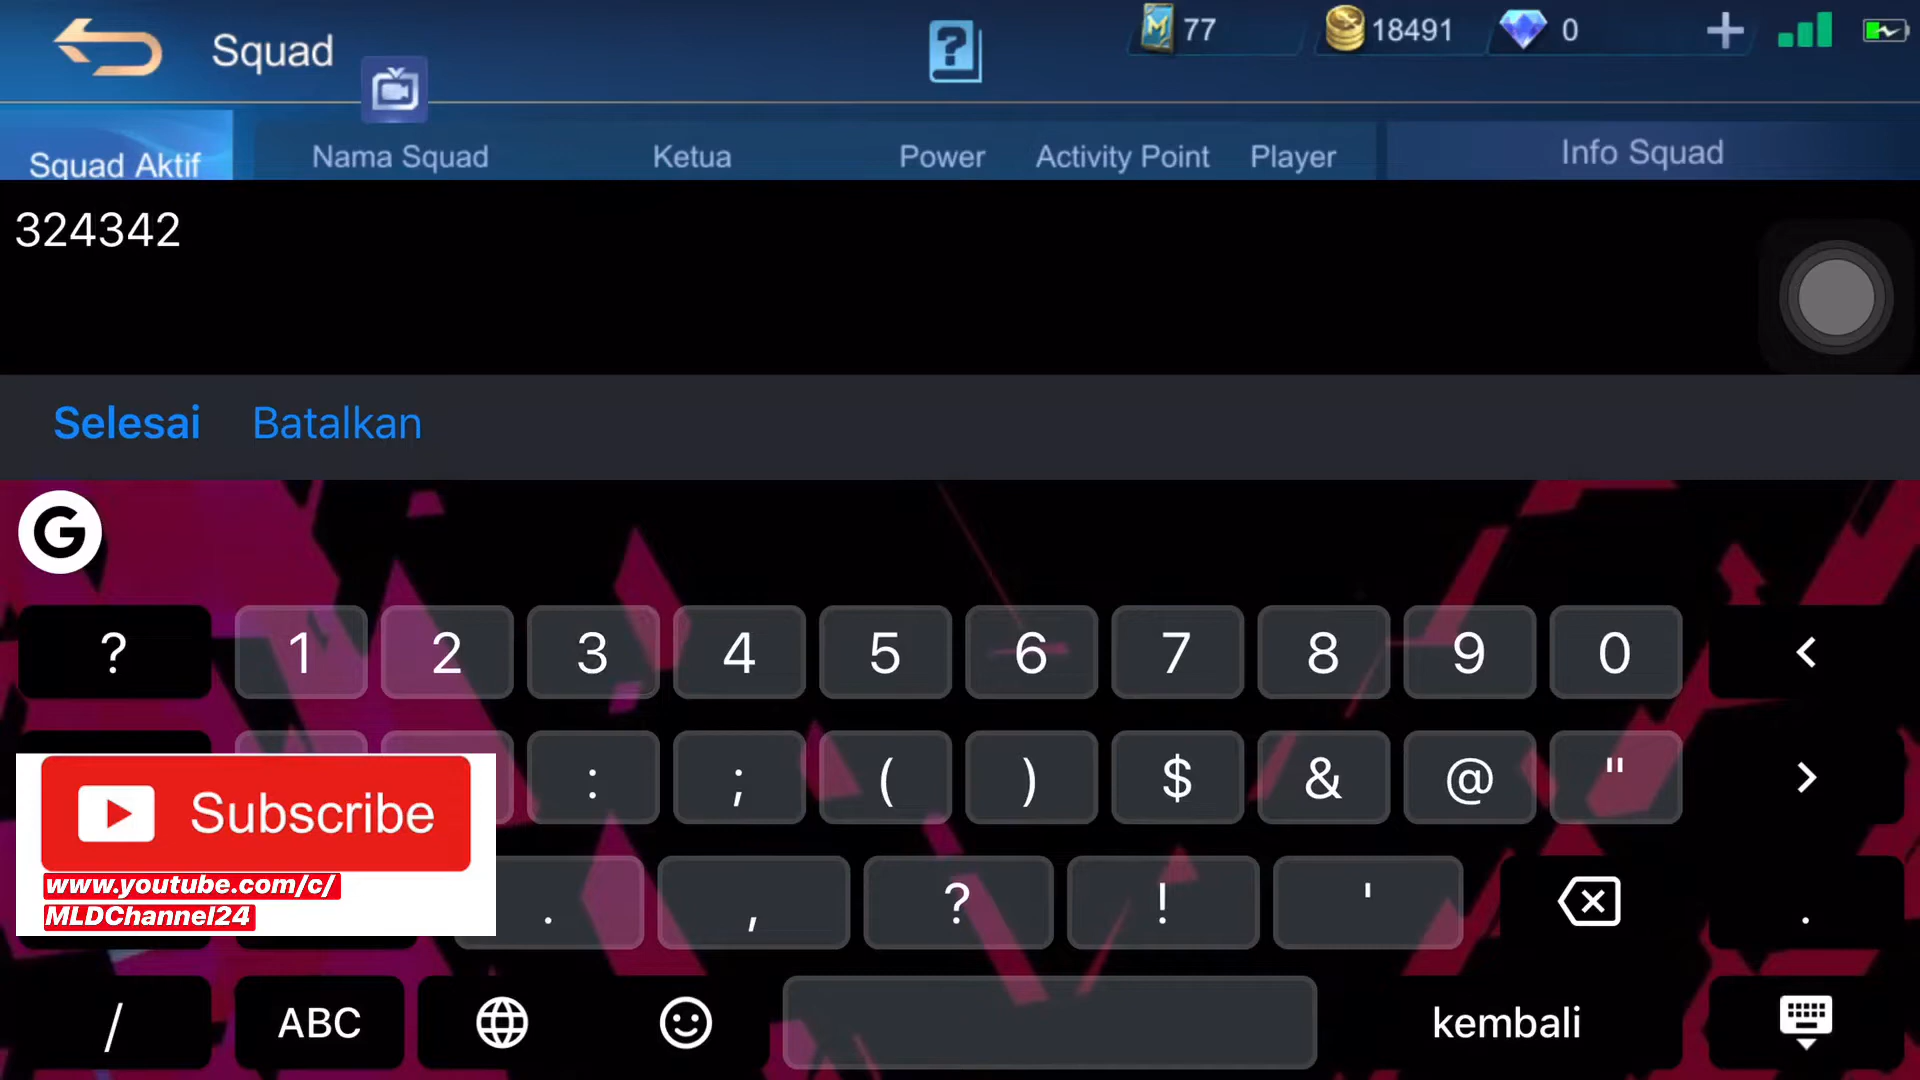 Squad
77
18491
0
Squad Aktif
Nama Squad
Ketua
Power
Activity Point
Player
Info Squad
324342
Selesai
Batalkan
G
? 1 2 3 4 5 6 7 8 9 0 <
: ; ( ) $ & @ " >
Subscribe
www.youtube.com/c/
MLDChannel24
. , ? ! ' .
/ ABC kembali